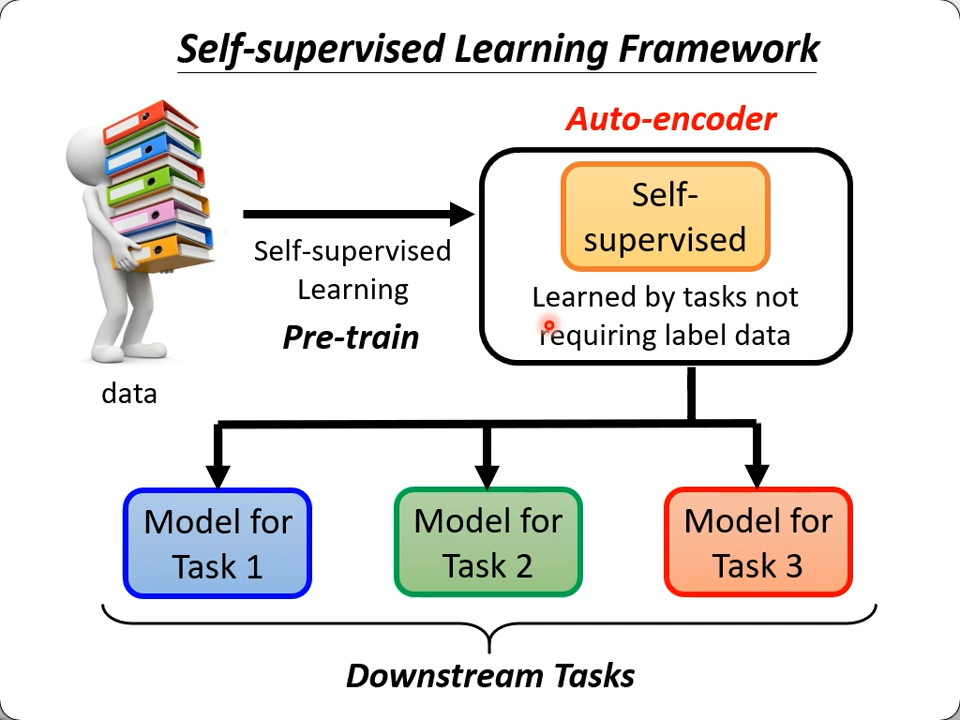 Self-supervised Learning Framework
Auto-encoder
Self-
supervised
Learned by tasks not
requiring label data
Self-supervised
Learning
Pre-train
data
Model for
Task 1
Model for
Task 2
Model for
Task 3
Downstream Tasks